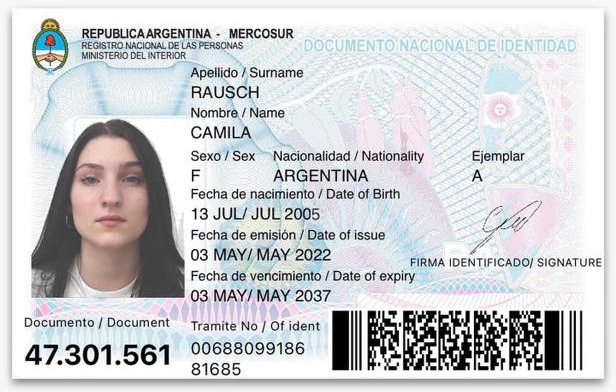 REPUBLICA ARGENTINA - MERCOSUR
REGISTRO NACIONAL DE LAS PERSONAS
MINISTERIO DEL INTERIOR
DOCUMENTO NACIONAL DE IDENTIDAD
Apellido / Surname
RAUSCH
Nombre / Name
CAMILA
Sexo / Sex Nacionalidad / Nationality Ejemplar
F ARGENTINA A
Fecha de nacimiento / Date of Birth
13 JUL/ JUL 2005
Fecha de emisión / Date of issue
03 MAY/ MAY 2022
FIRMA IDENTIFICADO/ SIGNATURE
Fecha de vencimiento / Date of expiry
03 MAY/ MAY 2037
Documento / Document
47.301.561
Tramite No / Of ident
00688099186
81685